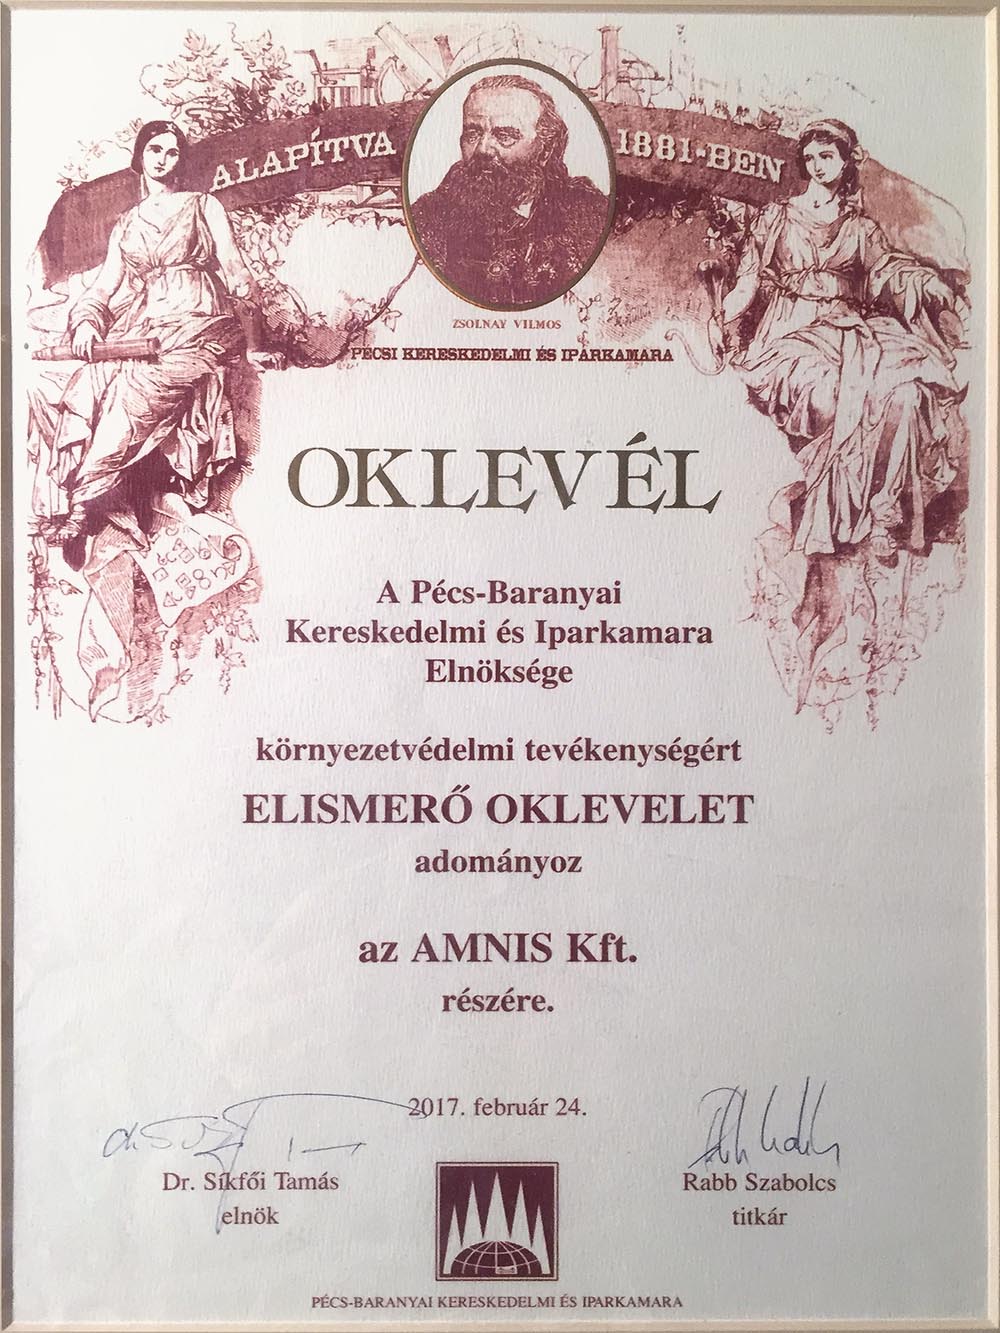 ALAPÍTVA 1881-BEN
ZSOLNAY VILMOS
PÉCSI KERESKEDELMI ÉS IPARKAMARA
OKLEVÉL
A Pécs-Baranyai
Kereskedelmi és Iparkamara
Elnöksége
környezetvédelmi tevékenységért
ELISMERŐ OKLEVELET
adományoz
az AMNIS Kft.
részére.
2017. február 24.
Dr. Síkfői Tamás
elnök
Rabb Szabolcs
titkár
PÉCS-BARANYAI KERESKEDELMI ÉS IPARKAMARA